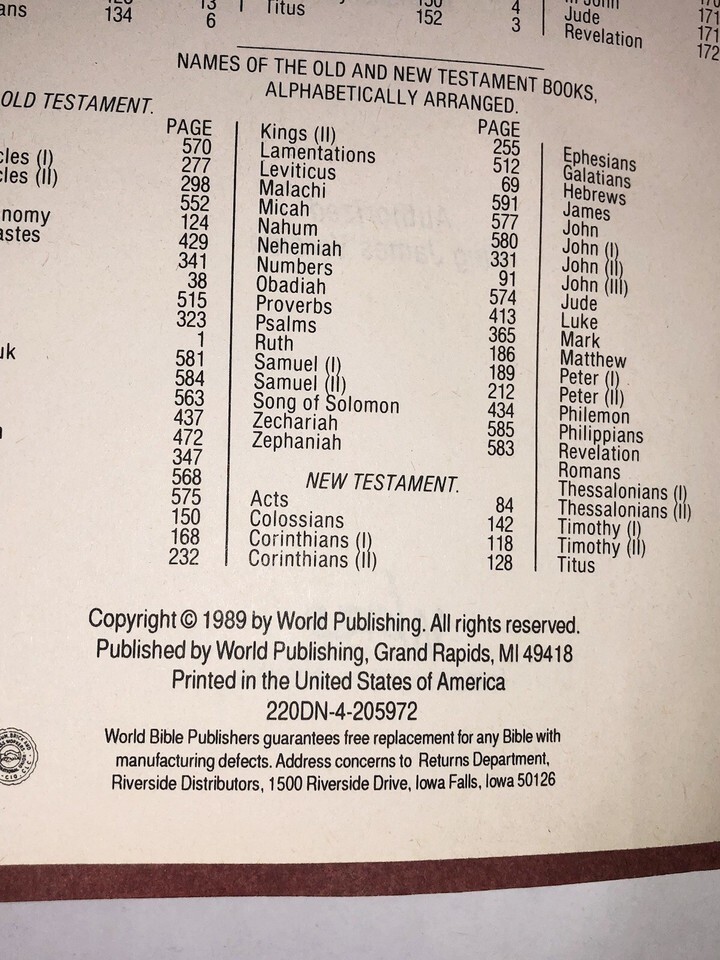 ans 134 13
6
Titus 152 4
3
Jude 171
Revelation 171
172
NAMES OF THE OLD AND NEW TESTAMENT BOOKS,
ALPHABETICALLY ARRANGED.
OLD TESTAMENT.
PAGE
570
cles (I) 277
cles (II) 298
552
nomy 124
astes 429
341
38
515
323
1
uk 581
584
563
437
472
347
568
575
150
168
232
PAGE
Kings (II) 255
Lamentations 512
Leviticus 69
Malachi 591
Micah 577
Nahum 580
Nehemiah 331
Numbers 91
Obadiah 574
Proverbs 413
Psalms 365
Ruth 186
Samuel (I) 189
Samuel (II) 212
Song of Solomon 434
Zechariah 585
Zephaniah 583
NEW TESTAMENT.
Acts 84
Colossians 142
Corinthians (I) 118
Corinthians (II) 128
Ephesians
Galatians
Hebrews
James
John
John (I)
John (II)
John (III)
Jude
Luke
Mark
Matthew
Peter (I)
Peter (II)
Philemon
Philippians
Revelation
Romans
Thessalonians (I)
Thessalonians (II)
Timothy (I)
Timothy (II)
Titus
Copyright © 1989 by World Publishing. All rights reserved.
Published by World Publishing, Grand Rapids, MI 49418
Printed in the United States of America
220DN-4-205972
World Bible Publishers guarantees free replacement for any Bible with
manufacturing defects. Address concerns to Returns Department,
Riverside Distributors, 1500 Riverside Drive, Iowa Falls, Iowa 50126